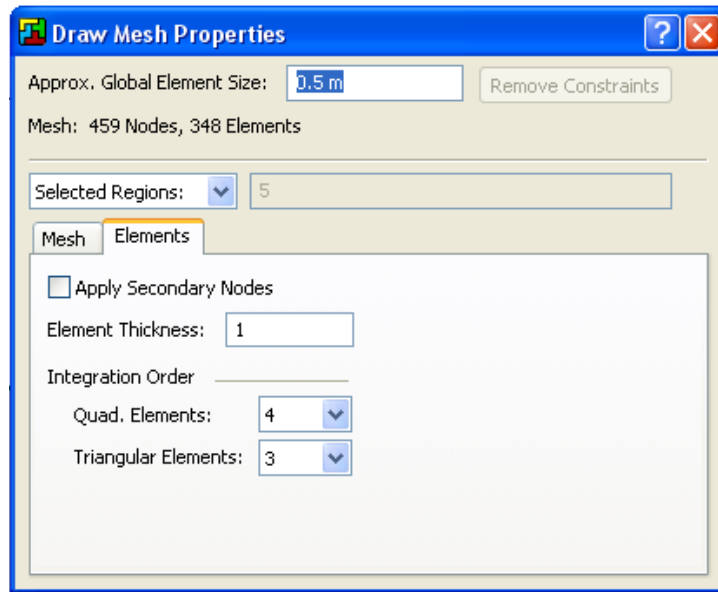 Draw Mesh Properties
Approx. Global Element Size: 0.5 m Remove Constraints
Mesh: 459 Nodes, 348 Elements
Selected Regions: 5
Mesh Elements
Apply Secondary Nodes
Element Thickness: 1
Integration Order
Quad. Elements: 4
Triangular Elements: 3